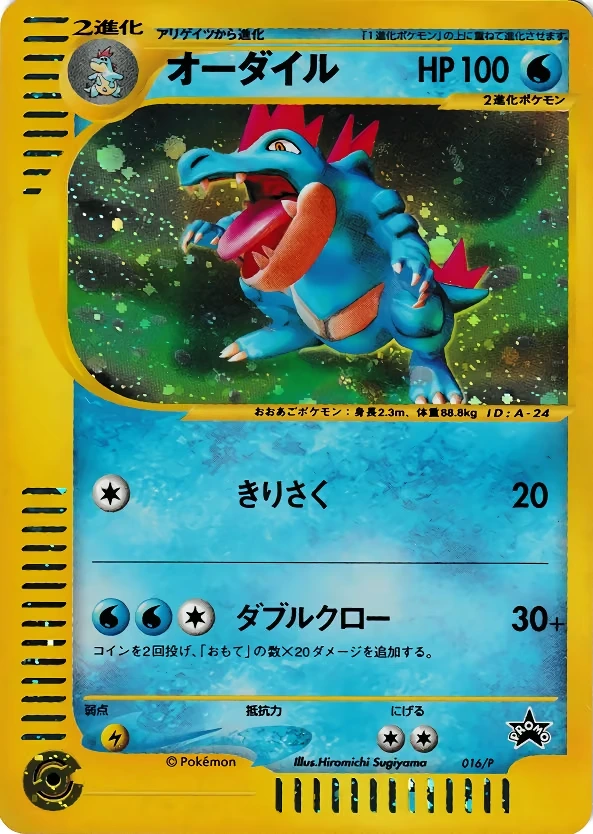 2進化
アリゲイツから進化
「1進化ポケモン」の上に重ねて進化させます。
オーダイル
HP 100
2進化ポケモン
おおあごポケモン：身長2.3m、体重88.8kg ID:A-24
きりさく 20
ダブルクロー 30+
コインを2回投げ、「おもて」の数×20ダメージを追加する。
弱点 抵抗力 にげる
PROMO
© Pokémon Illus.Hiromichi Sugiyama 016/P